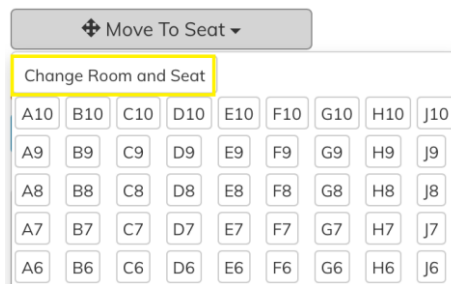 Move To Seat
Change Room and Seat
A10 B10 C10 D10 E10 F10 G10 H10 J10
A9 B9 C9 D9 E9 F9 G9 H9 J9
A8 B8 C8 D8 E8 F8 G8 H8 J8
A7 B7 C7 D7 E7 F7 G7 H7 J7
A6 B6 C6 D6 E6 F6 G6 H6 J6